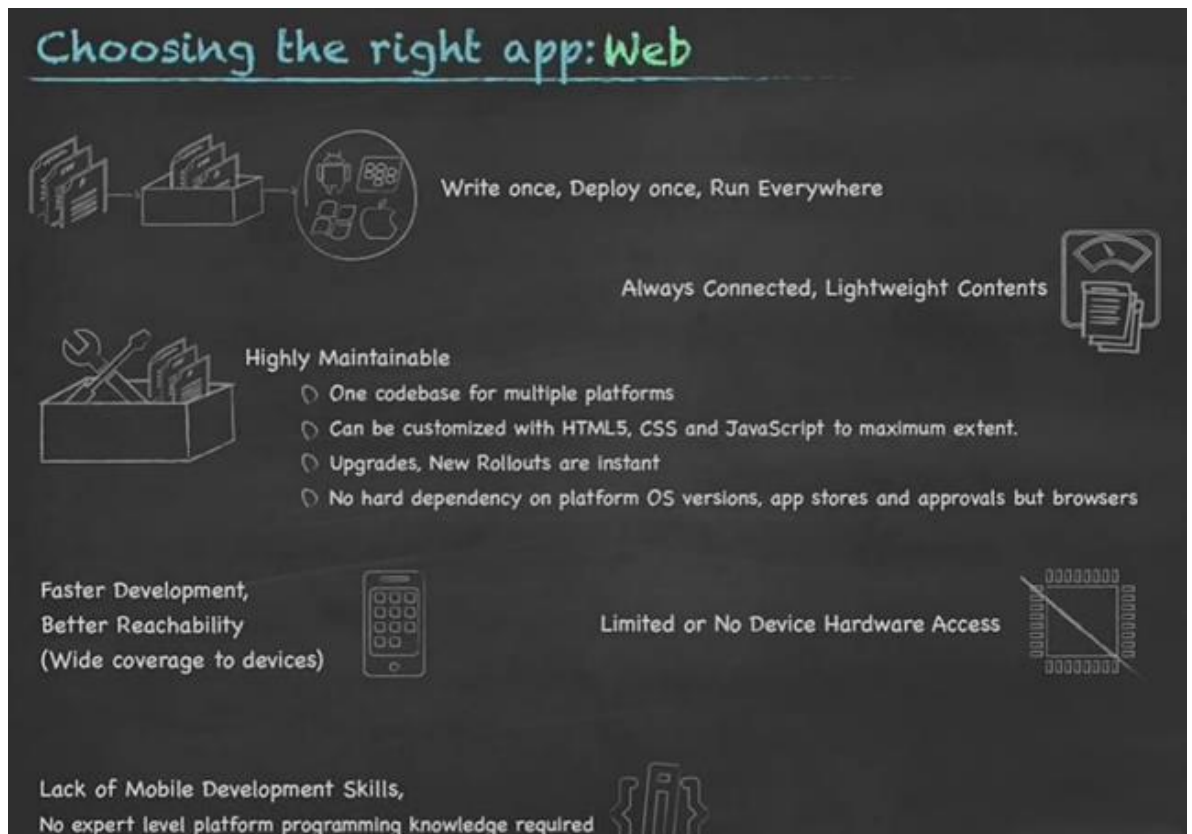 Choosing the right app: Web
Write once, Deploy once, Run Everywhere
Always Connected, Lightweight Contents
Highly Maintainable
One codebase for multiple platforms
Can be customized with HTML5, CSS and JavaScript to maximum extent.
Upgrades, New Rollouts are instant
No hard dependency on platform OS versions, app stores and approvals but browsers
Faster Development,
Better Reachability
(Wide coverage to devices)
Limited or No Device Hardware Access
Lack of Mobile Development Skills,
No expert level platform programming knowledge required